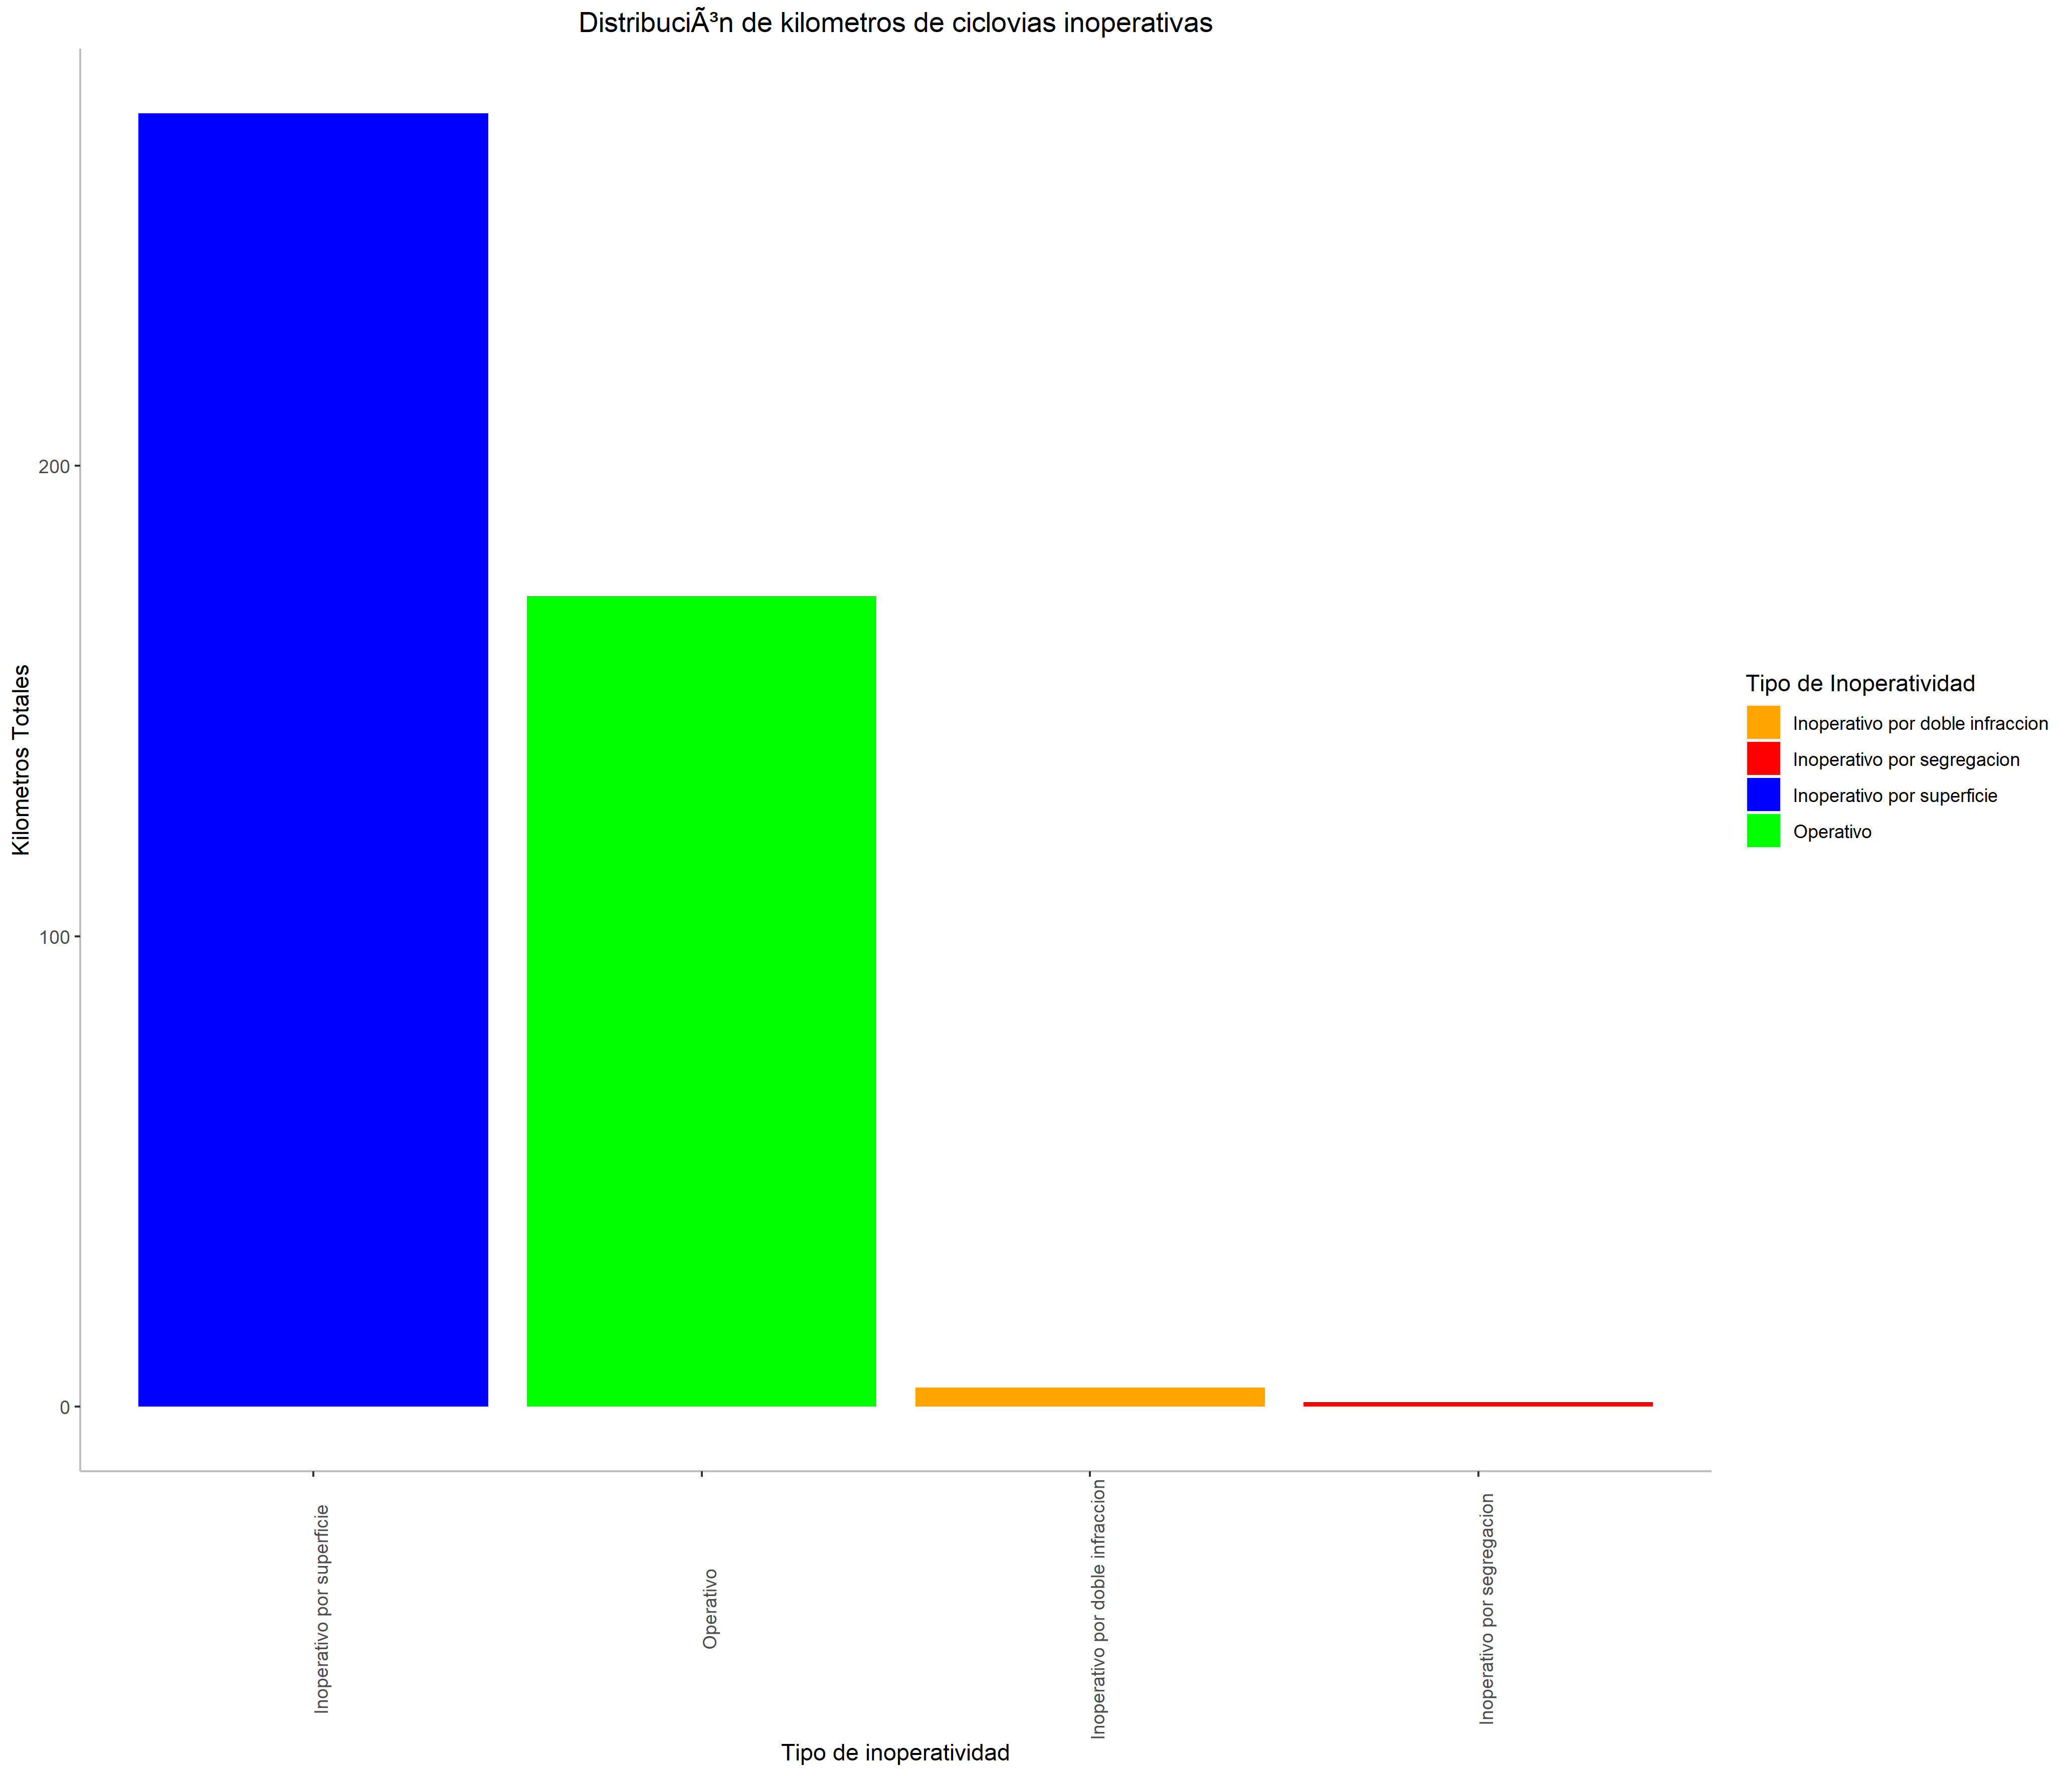 DistribuciÃ³n de kilometros de ciclovias inoperativas
Kilometros Totales
200
100
0
Inoperativo por superficie
Operativo
Inoperativo por doble infraccion
Inoperativo por segregacion
Tipo de inoperatividad
Tipo de Inoperatividad
Inoperativo por doble infraccion
Inoperativo por segregacion
Inoperativo por superficie
Operativo